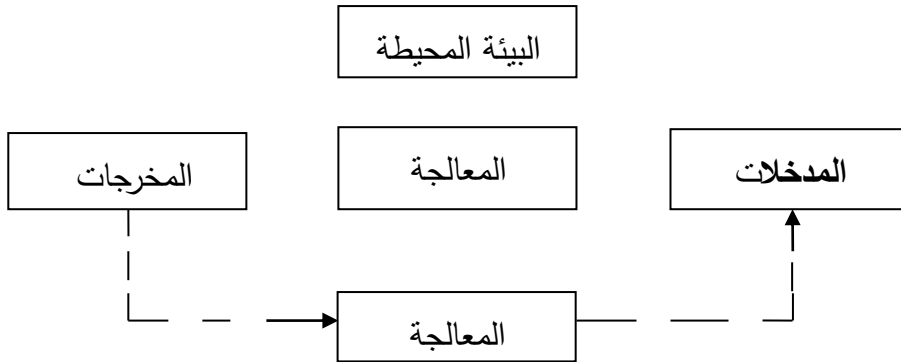 البيئة المحيطة
المدخلات
المعالجة
المخرجات
المعالجة